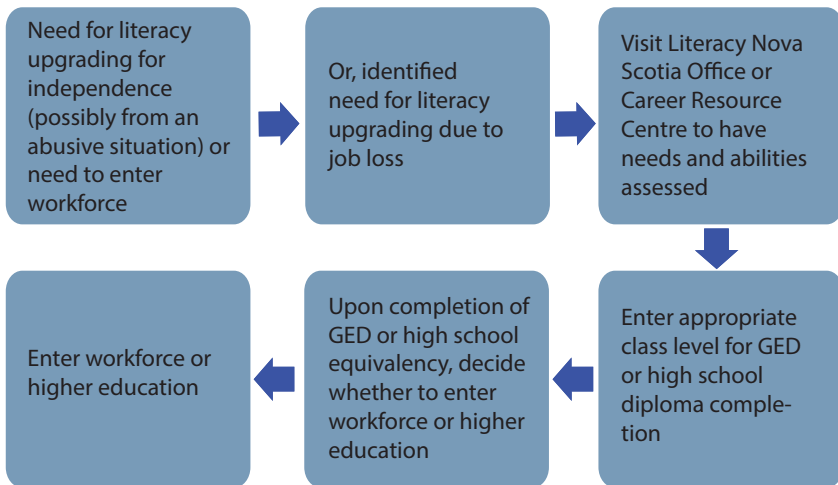 Need for literacy
upgrading for
independence
(possibly from an
abusive situation) or
need to enter
workforce
Or, identified
need for literacy
upgrading due to
job loss
Visit Literacy Nova
Scotia Office or
Career Resource
Centre to have
needs and abilities
assessed
Enter appropriate
class level for GED
or high school
diploma comple-
tion
Upon completion of
GED or high school
equivalency, decide
whether to enter
workforce or higher
education
Enter workforce or
higher education